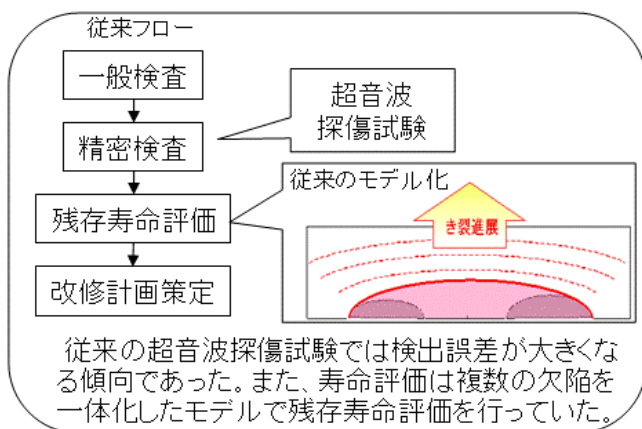 従来フロー
一般検査
超音波
探傷試験
精密検査
従来のモデル化
き裂進展
残存寿命評価
改修計画策定
従来の超音波探傷試験では検出誤差が大きくな
る傾向であった。また、寿命評価は複数の欠陥を
一体化したモデルで残存寿命評価を行っていた。